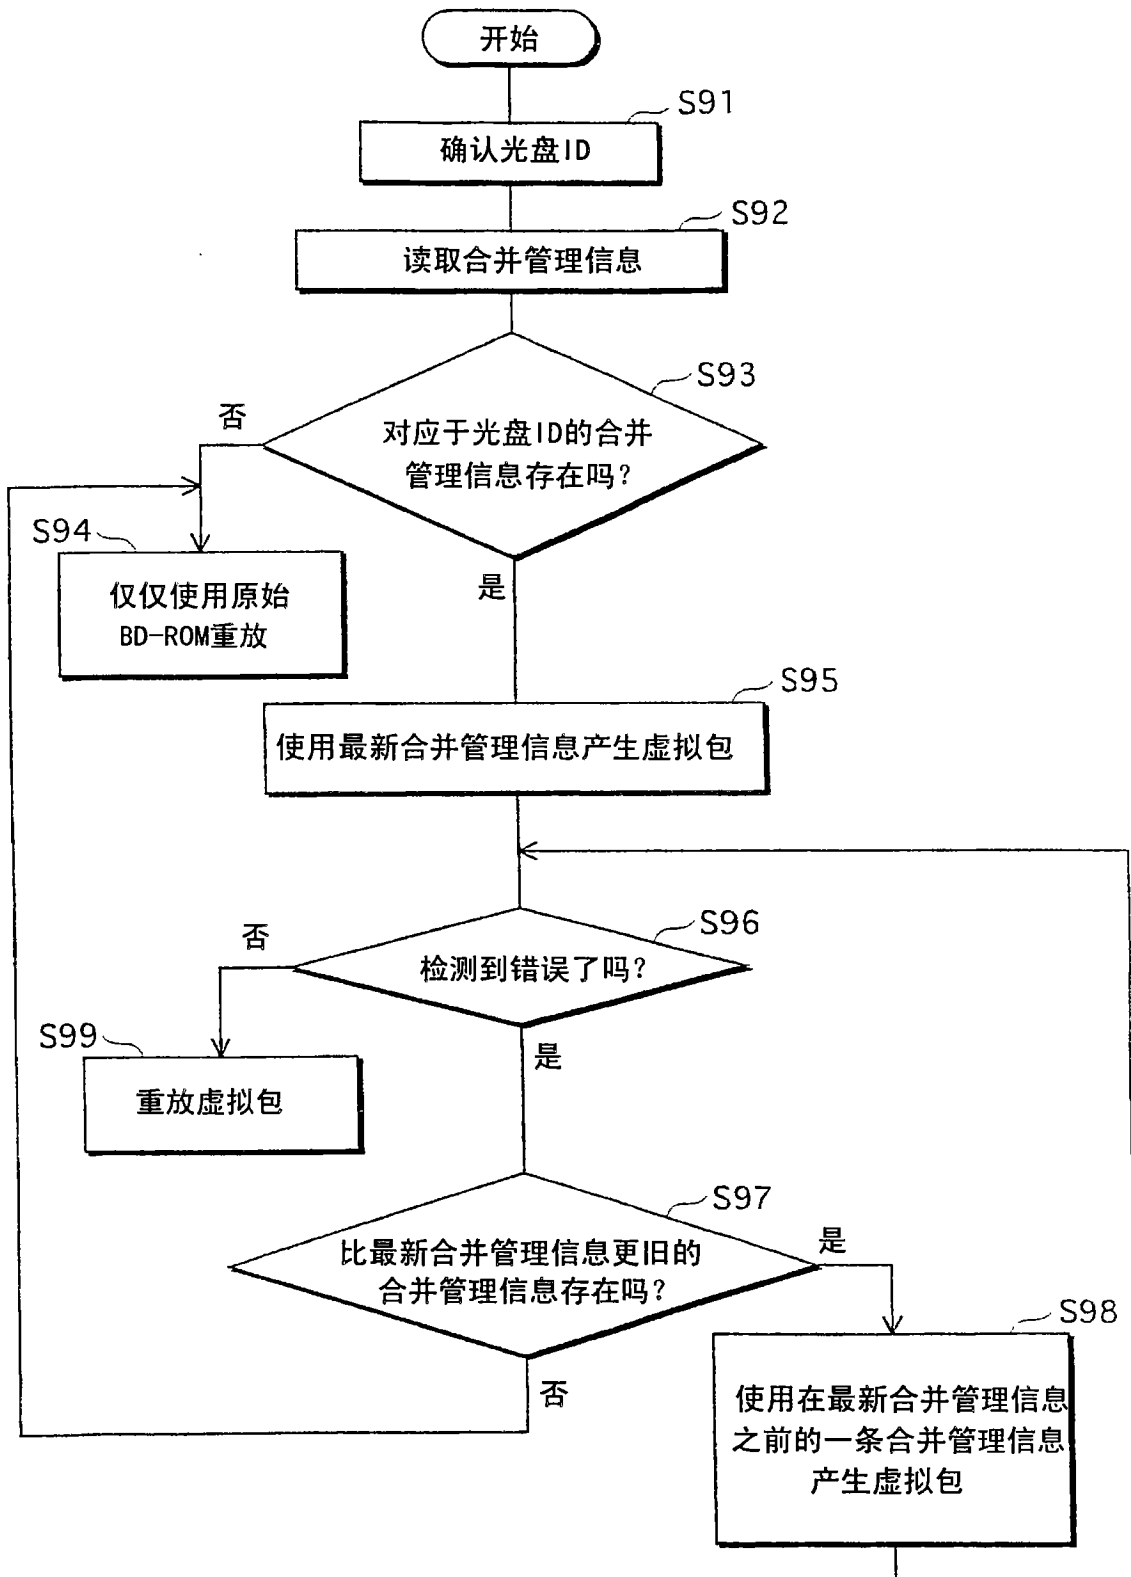 开始
S91
确认光盘ID
S92
读取合并管理信息
S93
对应于光盘ID的合并
管理信息存在吗?
否
是
S94
仅仅使用原始
BD-ROM重放
S95
使用最新合并管理信息产生虚拟包
S96
检测到错误了吗?
否
是
S99
重放虚拟包
S97
比最新合并管理信息更旧的
合并管理信息存在吗?
是
否
S98
使用在最新合并管理信息
之前的一条合并管理信息
产生虚拟包